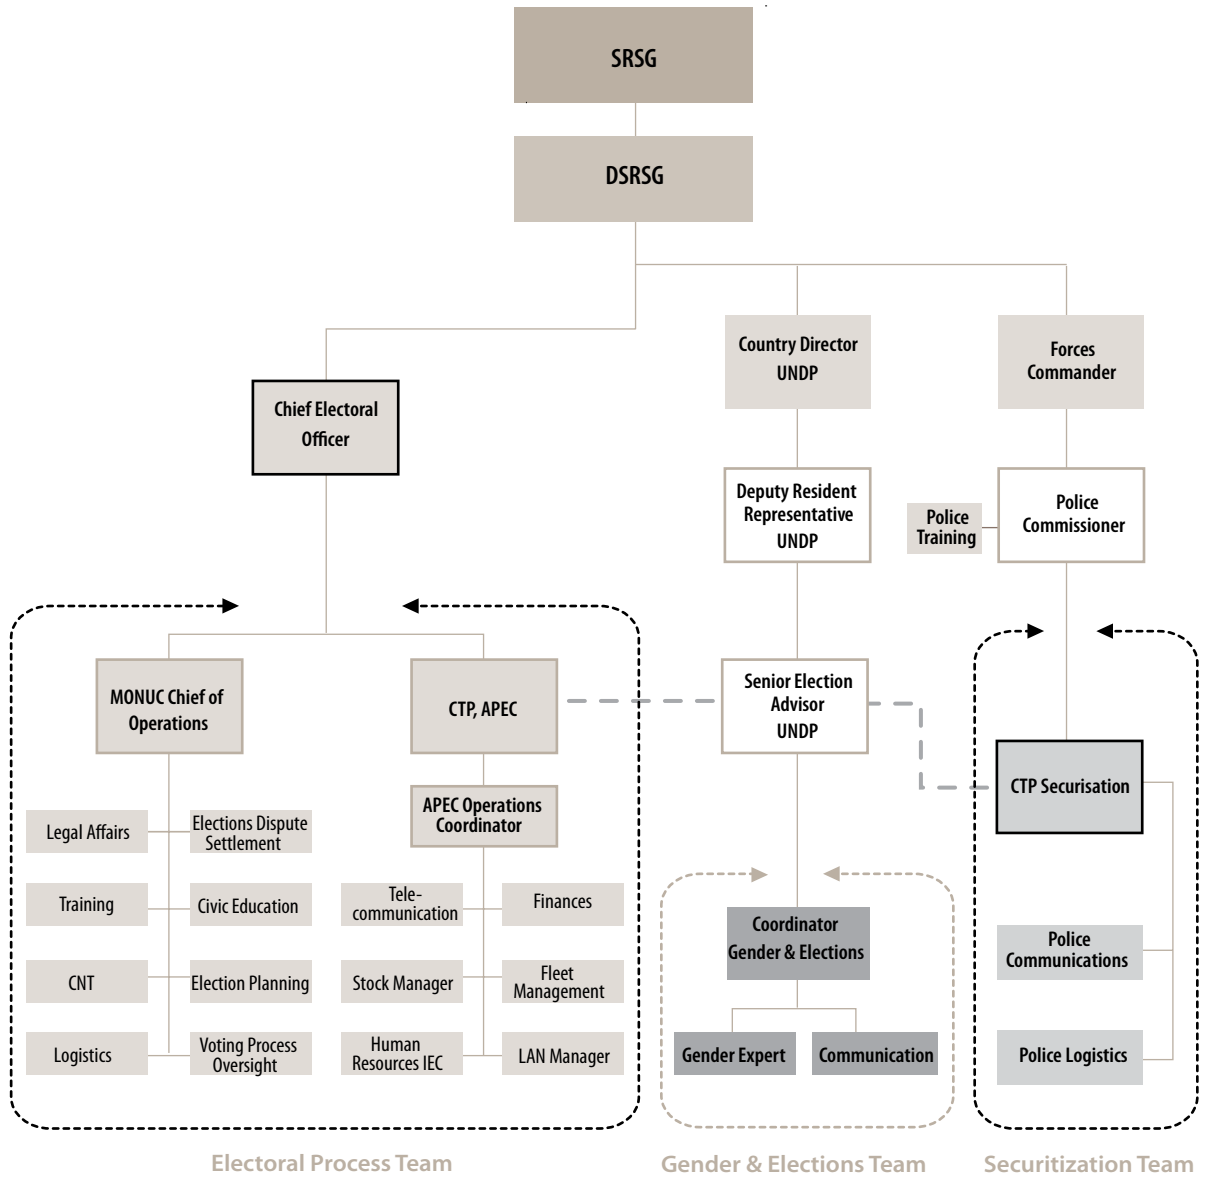 SRSG
DSRSG
Country Director
UNDP
Forces
Commander
Chief Electoral
Officer
Deputy Resident
Representative
UNDP
Police
Training
Police
Commissioner
MONUC Chief of
Operations
CTP, APEC
Senior Election
Advisor
UNDP
CTP Securisation
APEC Operations
Coordinator
Legal Affairs
Elections Dispute
Settlement
Training
Civic Education
Tele-
communication
Finances
Coordinator
Gender & Elections
Police
Communications
CNT
Election Planning
Stock Manager
Fleet
Management
Logistics
Voting Process
Oversight
Human
Resources IEC
LAN Manager
Gender Expert
Communication
Police Logistics
Electoral Process Team
Gender & Elections Team
Securitization Team